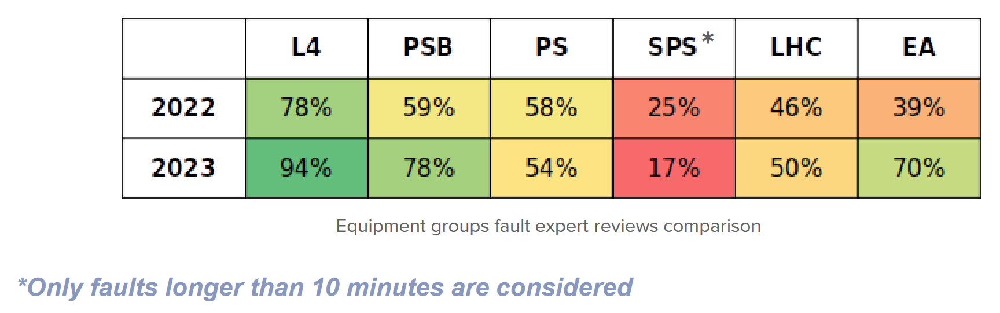 L4 PSB PS SPS* LHC EA
2022 78% 59% 58% 25% 46% 39%
2023 94% 78% 54% 17% 50% 70%
Equipment groups fault expert reviews comparison
*Only faults longer than 10 minutes are considered